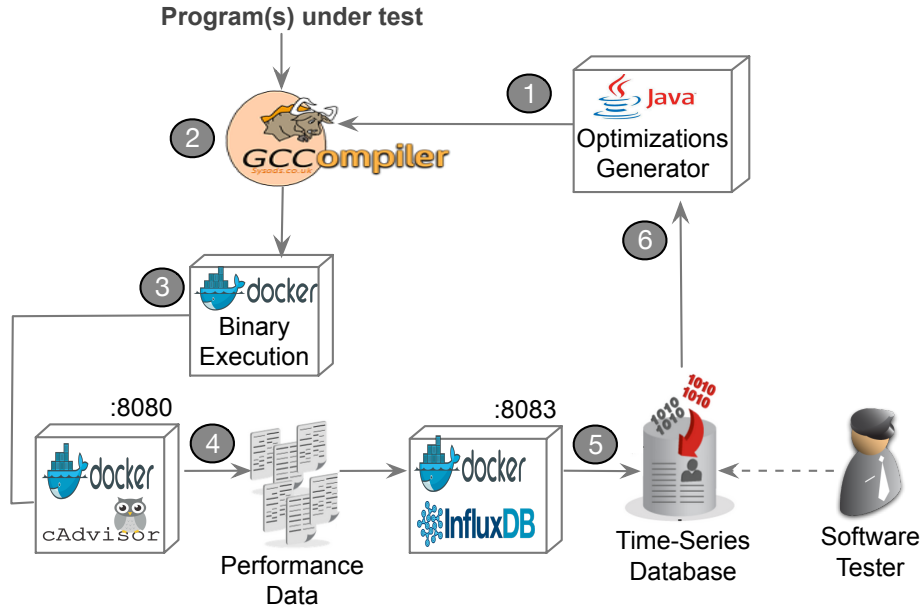 Program(s) under test
1
Java
Optimizations
Generator
2
GCCompiler
Sysads.co.uk
6
3
docker
Binary
Execution
:8080
docker
cAdvisor
4
Performance
Data
:8083
docker
InfluxDB
5
1010
1010
1010
1010
Time-Series
Database
Software
Tester